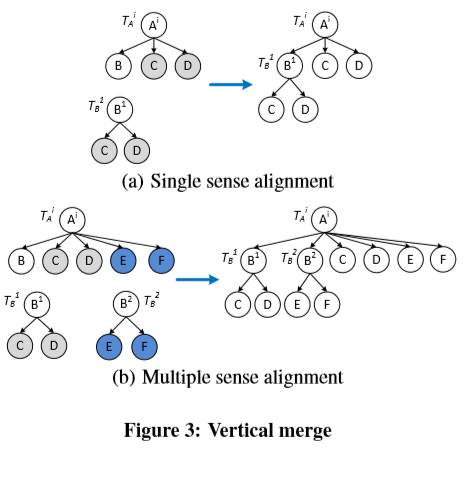 T_A^i A^i
B C D
T_B^1 B^1
C D
T_A^i A^i
T_B^1 B^1 C D
C D
(a) Single sense alignment
T_A^i A^i
B C D E F
T_B^1 B^1 B^2 T_B^2
C D E F
T_A^i A^i
T_B^1 B^1 T_B^2 B^2 C D E F
C D E F
(b) Multiple sense alignment
Figure 3: Vertical merge